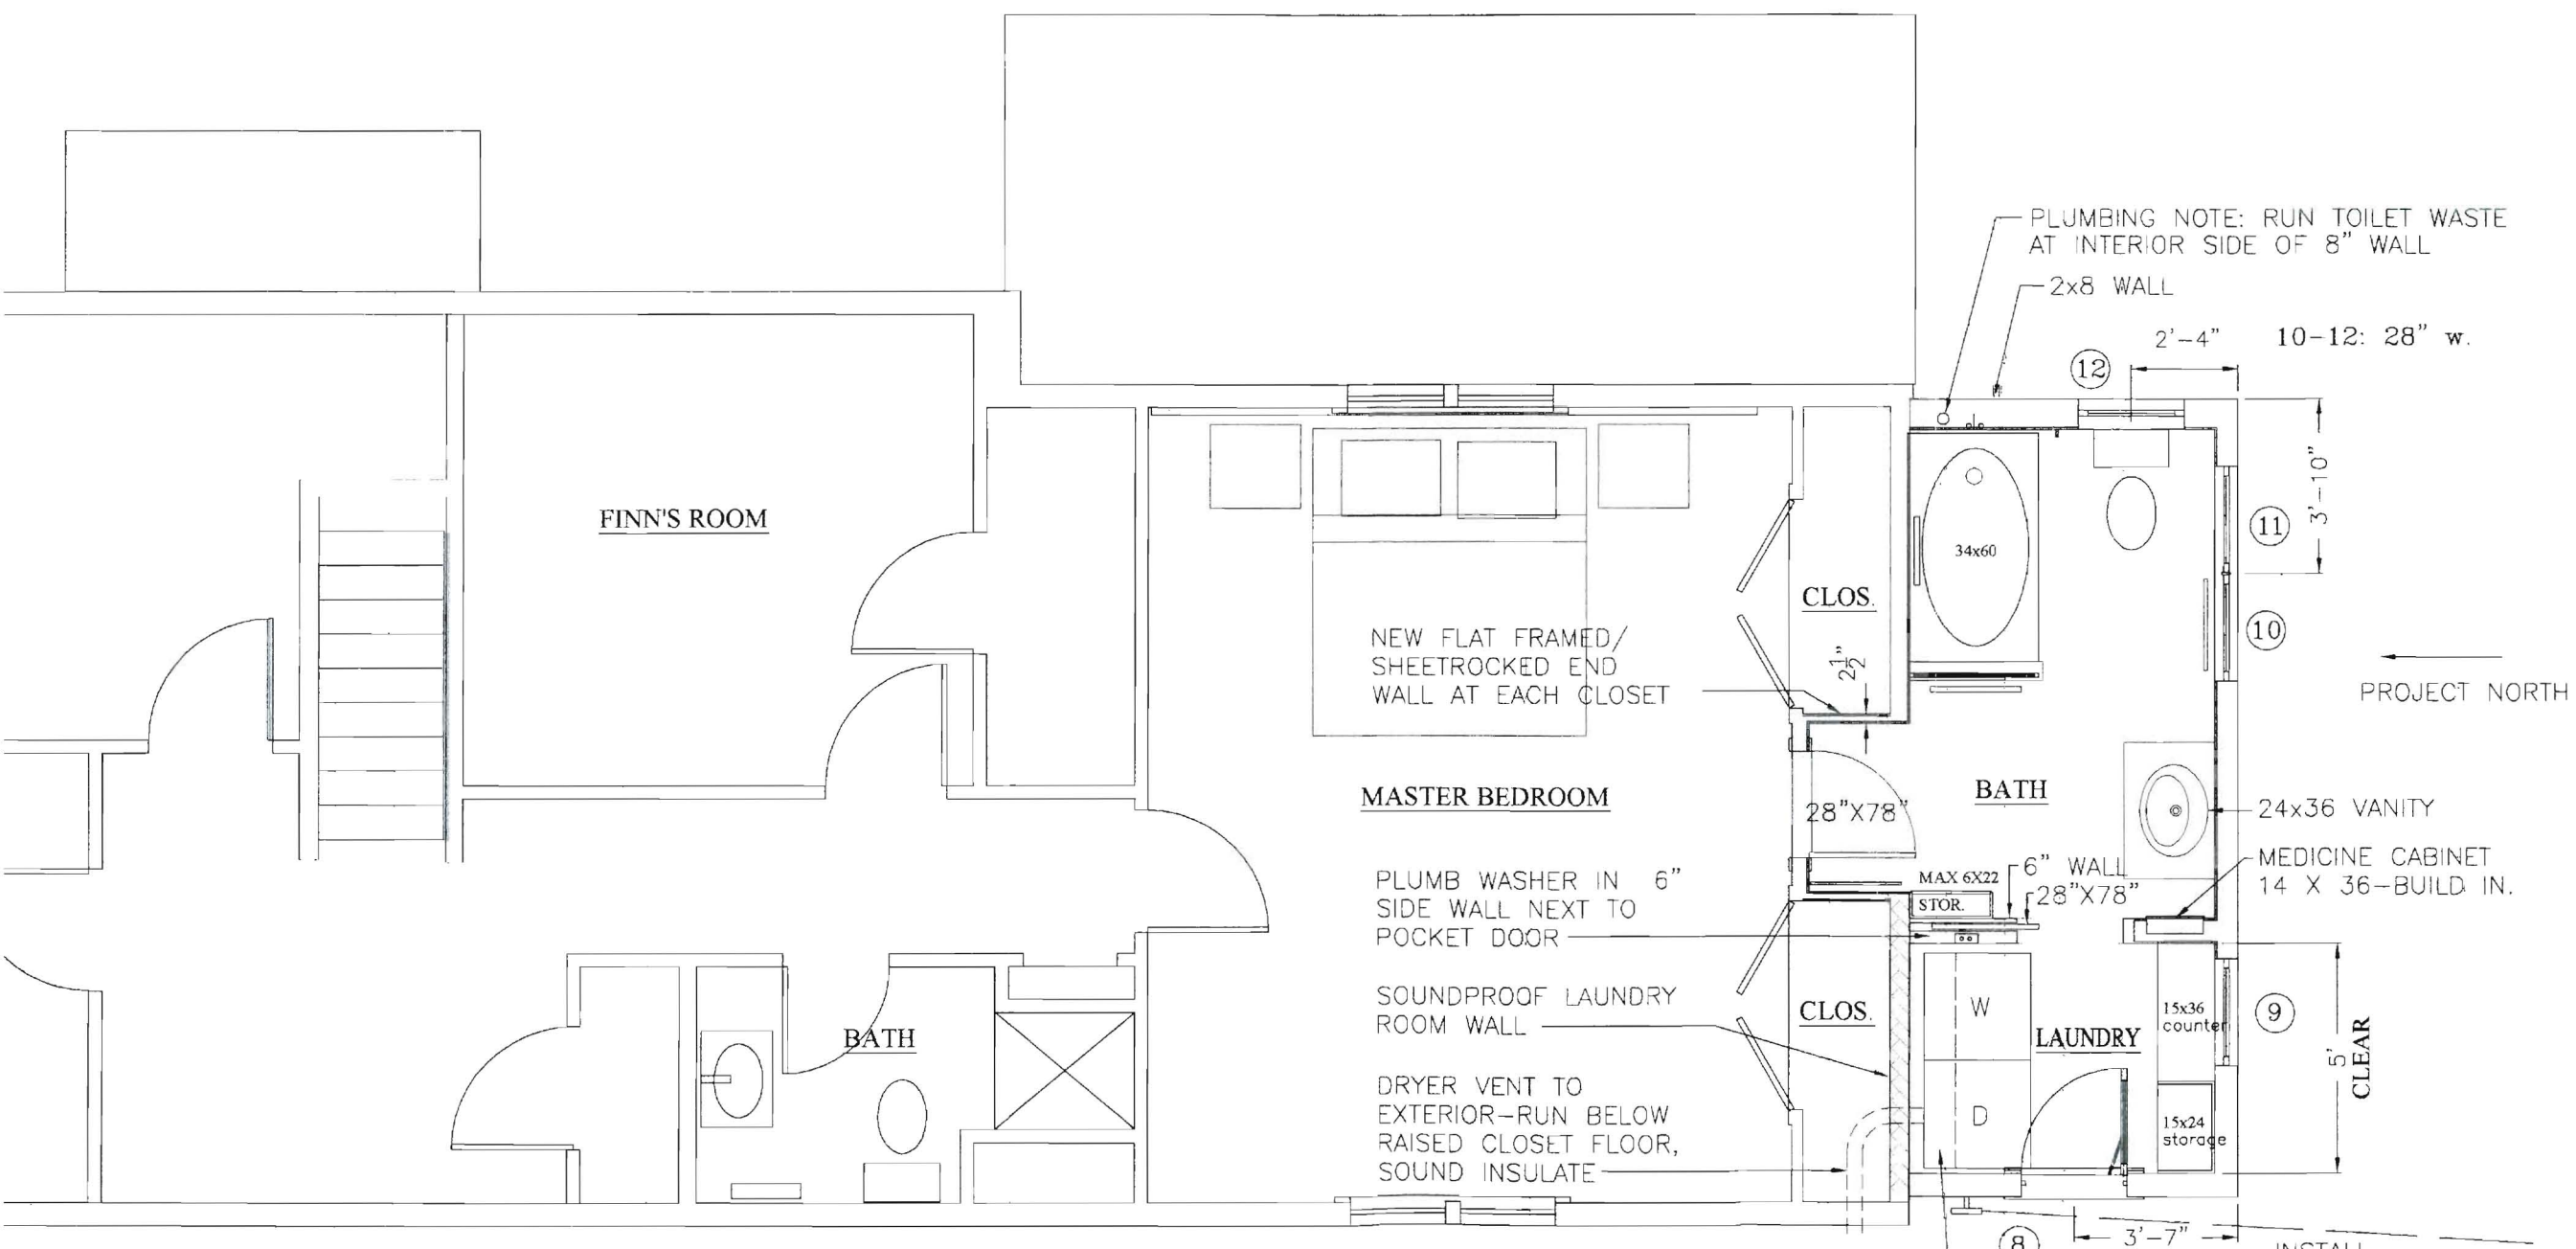 PLUMBING NOTE: RUN TOILET WASTE
AT INTERIOR SIDE OF 8" WALL
2x8 WALL
2'-4"
10-12: 28" w.
12
FINN'S ROOM
34x60
11
3'-10"
10
CLOS.
NEW FLAT FRAMED/
SHEETROCKED END
WALL AT EACH CLOSET
2 1/2"
PROJECT NORTH
MASTER BEDROOM
28"X78"
BATH
24x36 VANITY
MEDICINE CABINET
14 X 36-BUILD IN.
PLUMB WASHER IN 6"
SIDE WALL NEXT TO
POCKET DOOR
MAX 6X22
6" WALL
28"X78"
STOR.
SOUNDPROOF LAUNDRY
ROOM WALL
CLOS.
W
15x36
counter
9
LAUNDRY
5'
CLEAR
BATH
DRYER VENT TO
EXTERIOR-RUN BELOW
RAISED CLOSET FLOOR,
SOUND INSULATE
D
15x24
storage
8
3'-7"
INSTALL